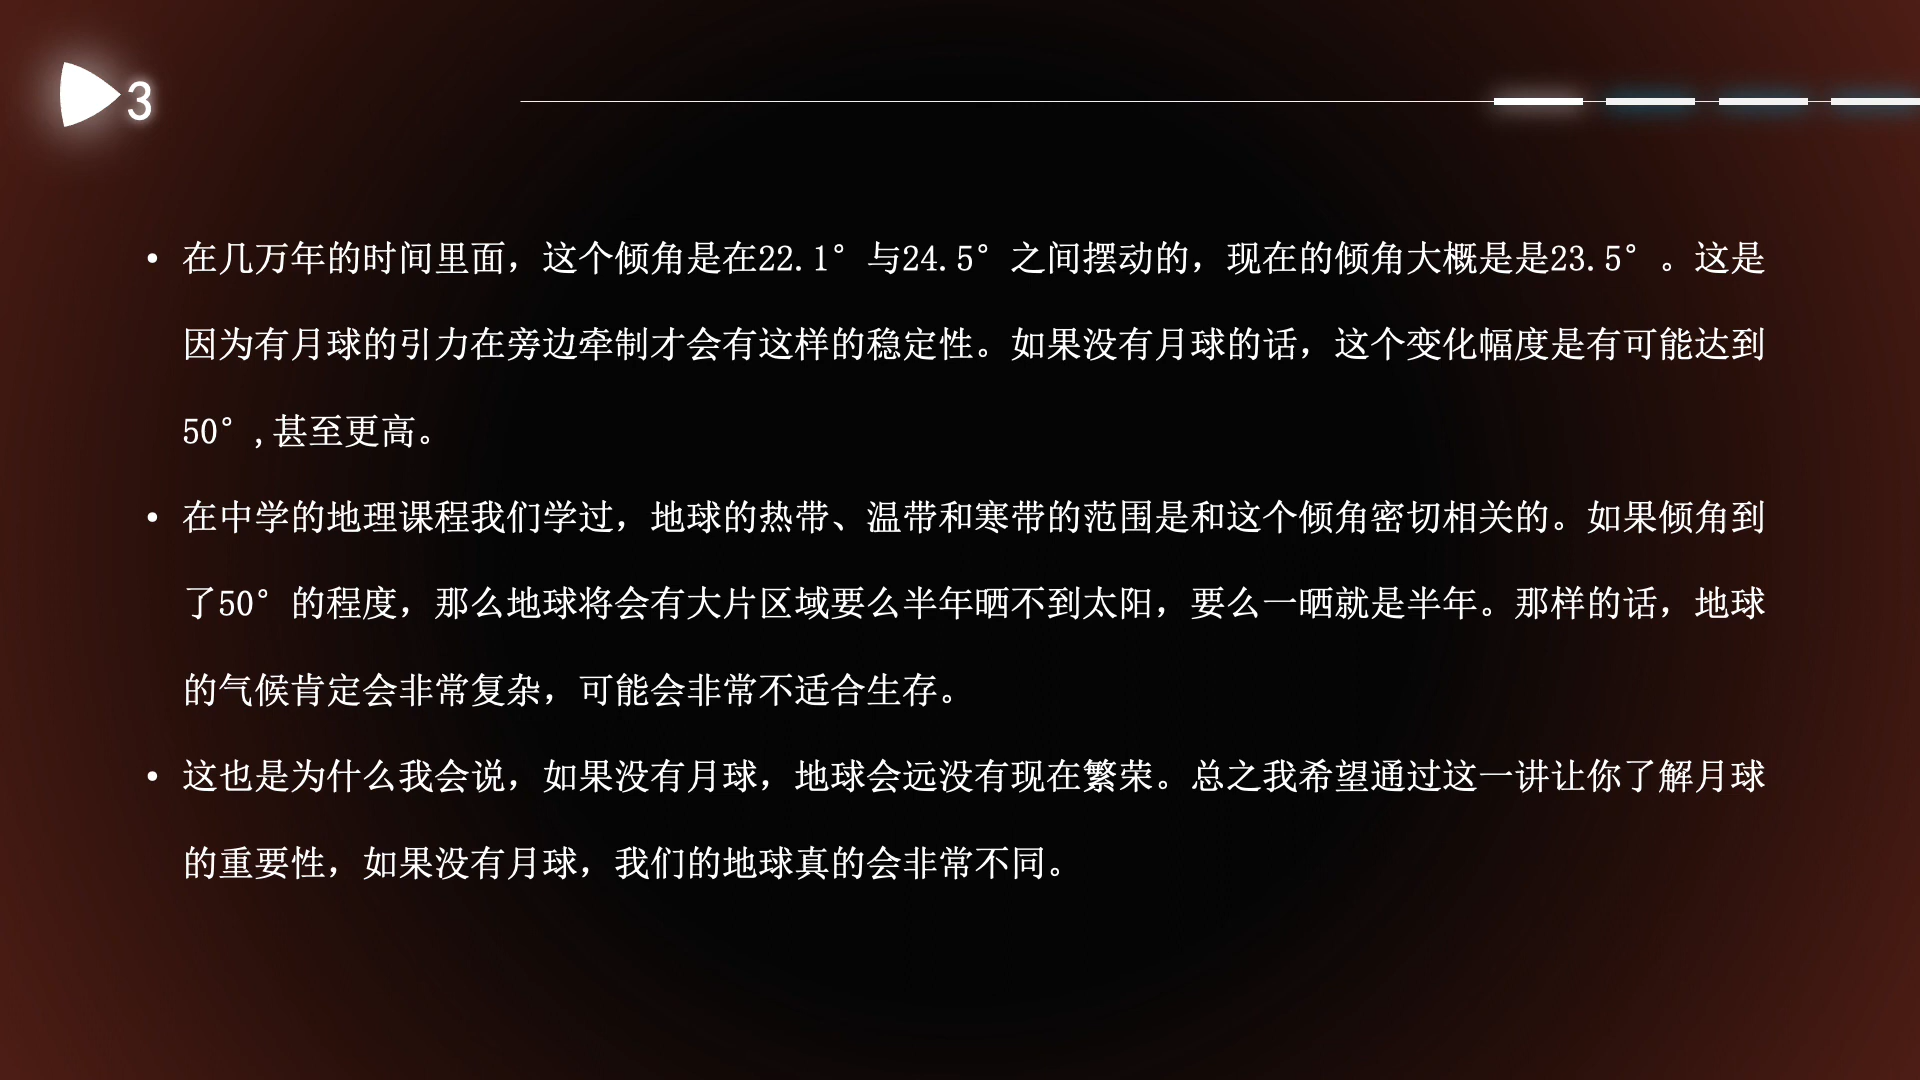 3
• 在几万年的时间里面，这个倾角是在22.1°与24.5°之间摆动的，现在的倾角大概是是23.5°。这是
因为有月球的引力在旁边牵制才会有这样的稳定性。如果没有月球的话，这个变化幅度是有可能达到
50°,甚至更高。
• 在中学的地理课程我们学过，地球的热带、温带和寒带的范围是和这个倾角密切相关的。如果倾角到
了50°的程度，那么地球将会有大片区域要么半年晒不到太阳，要么一晒就是半年。那样的话，地球
的气候肯定会非常复杂，可能会非常不适合生存。
• 这也是为什么我会说，如果没有月球，地球会远没有现在繁荣。总之我希望通过这一讲让你了解月球
的重要性，如果没有月球，我们的地球真的会非常不同。